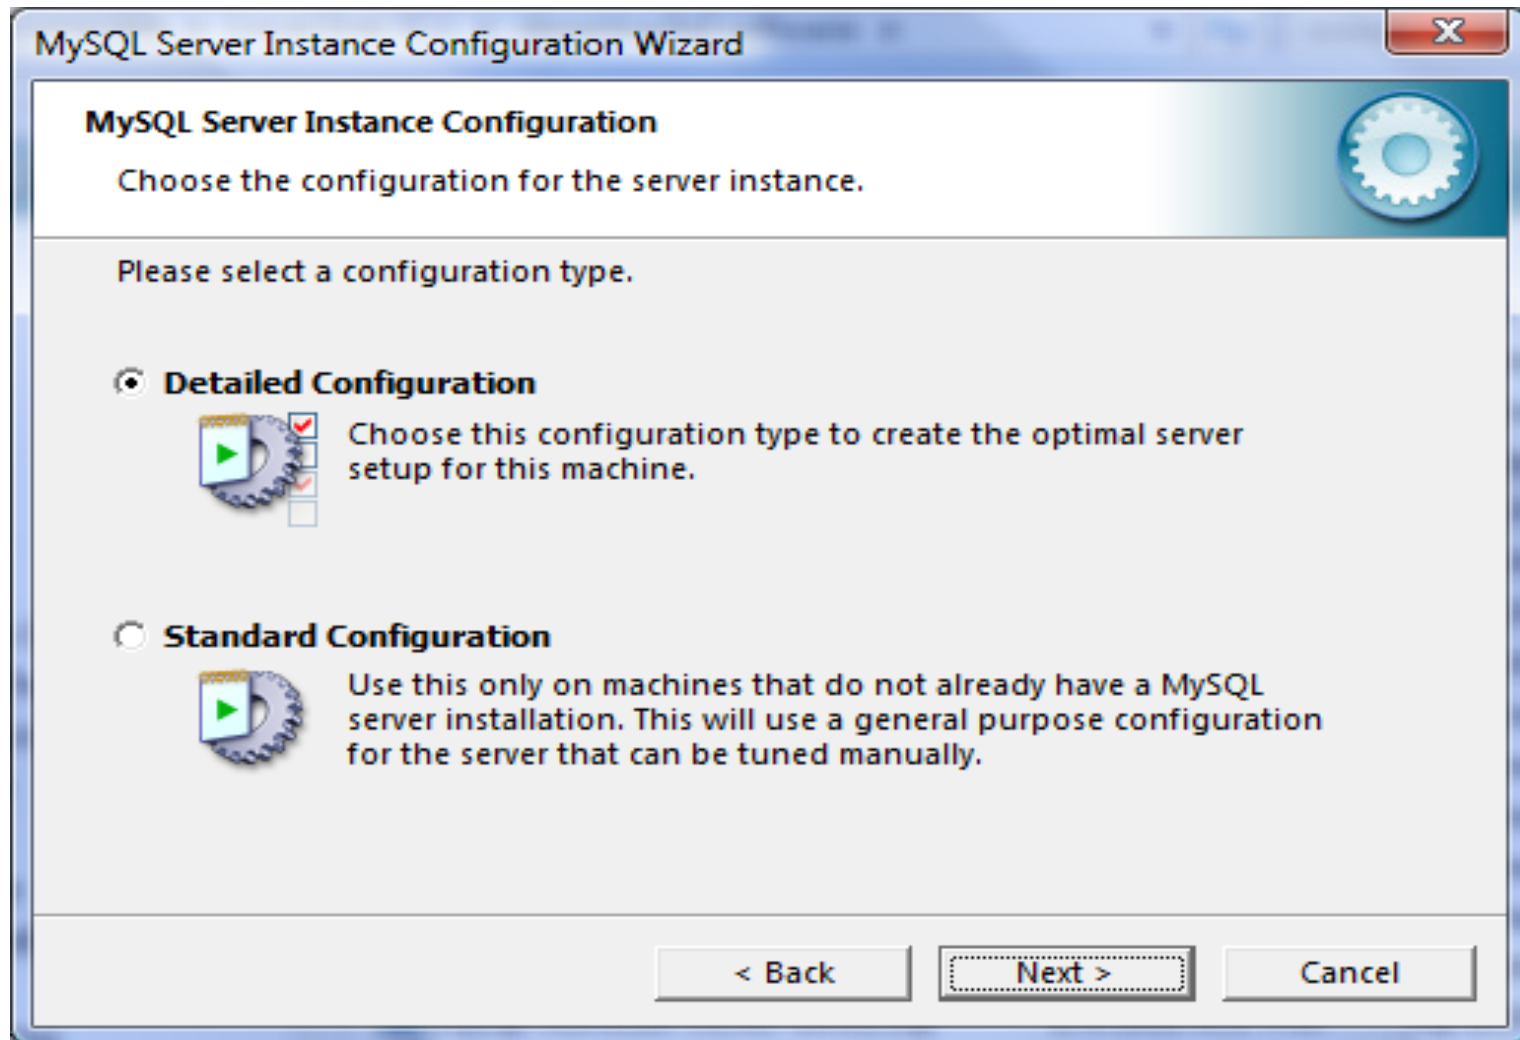 MySQL Server Instance Configuration Wizard
MySQL Server Instance Configuration
Choose the configuration for the server instance.
Please select a configuration type.
Detailed Configuration
Choose this configuration type to create the optimal server
setup for this machine.
Standard Configuration
Use this only on machines that do not already have a MySQL
server installation. This will use a general purpose configuration
for the server that can be tuned manually.
< Back
Next >
Cancel